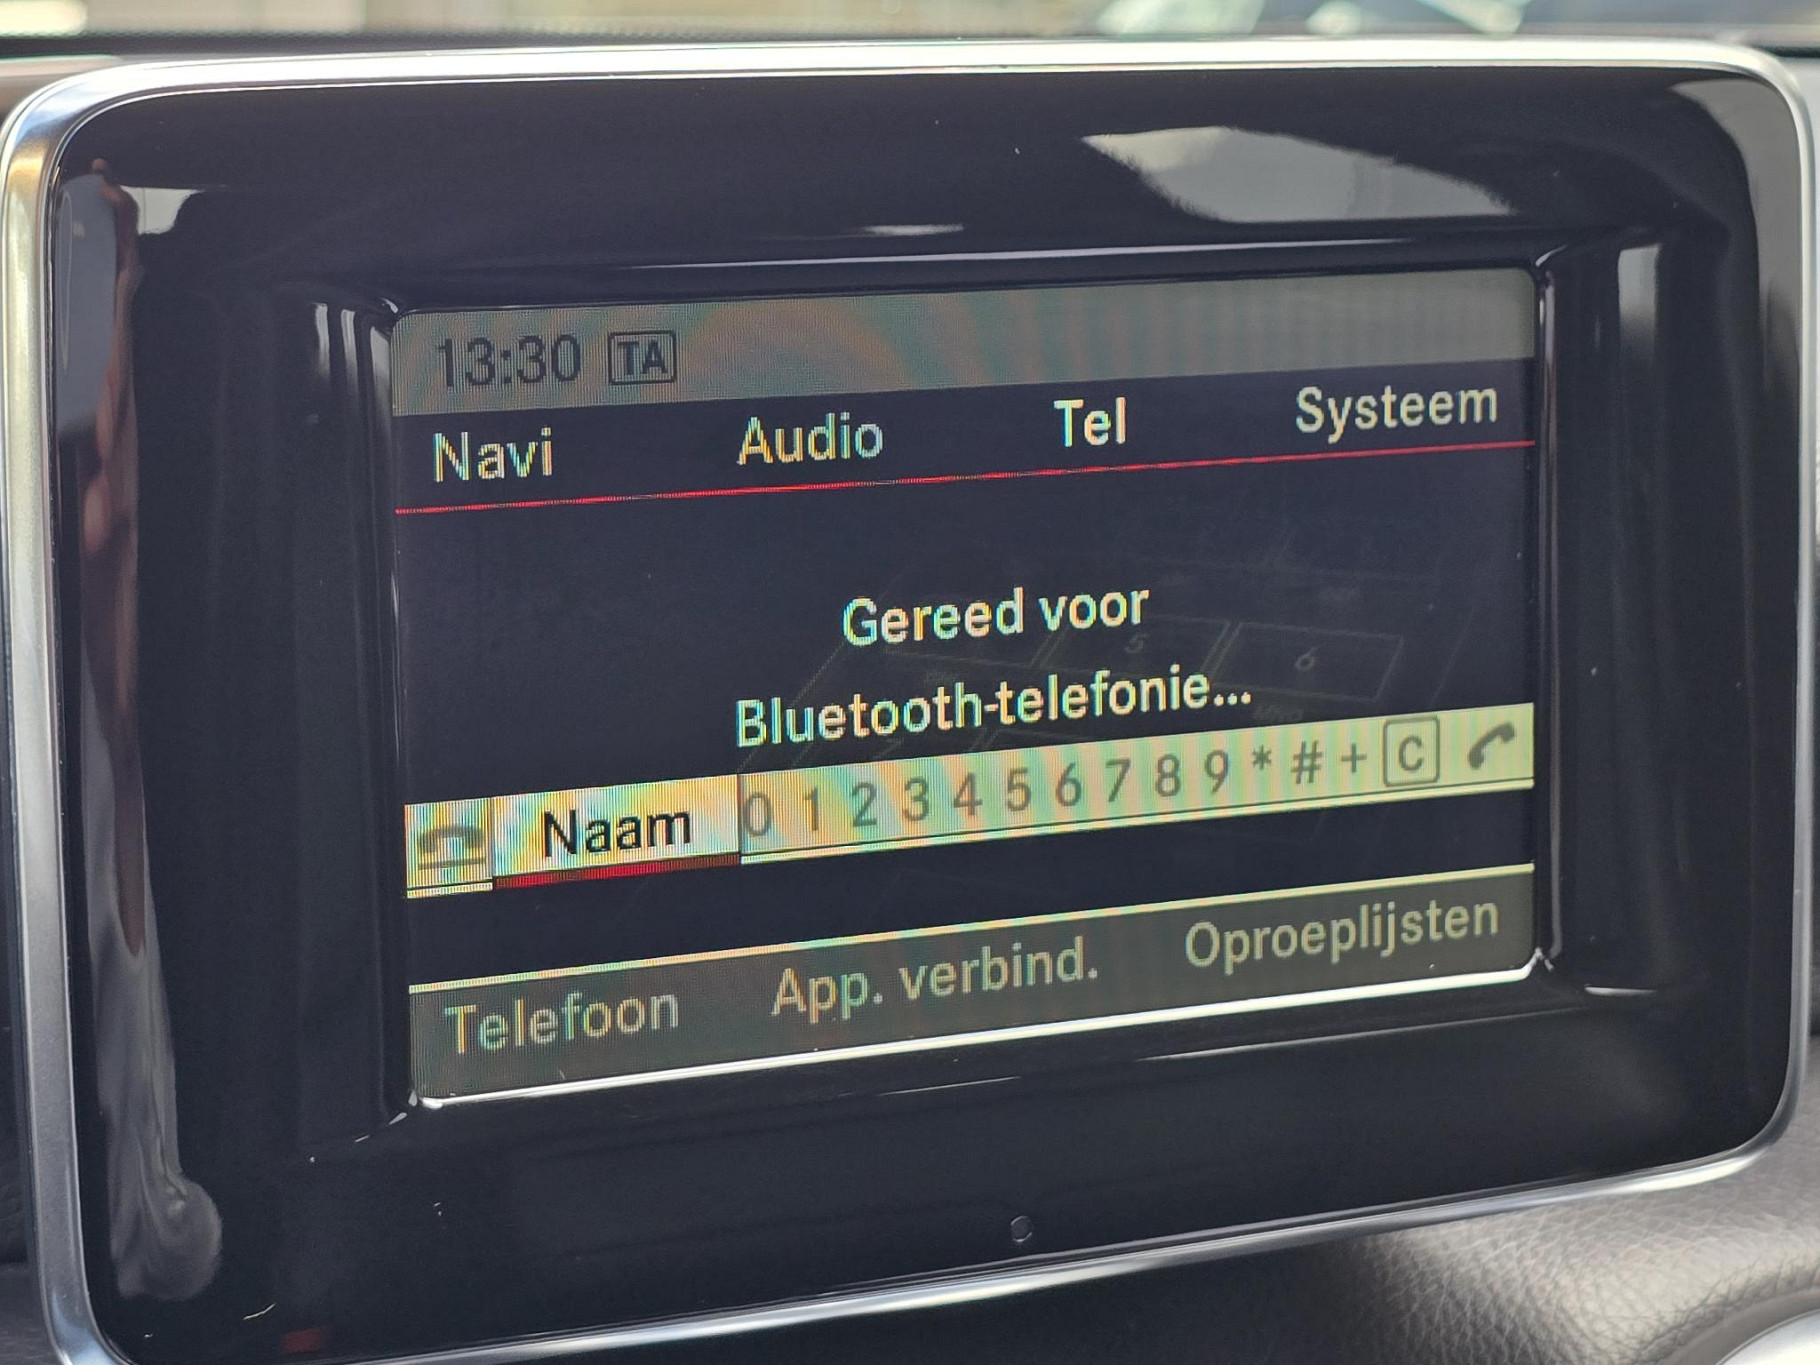 13:30 TA
Navi Audio Tel Systeem
Gereed voor
Bluetooth-telefonie...
Naam 0 1 2 3 4 5 6 7 8 9 * # + C
Telefoon App. verbind. Oproeplijsten